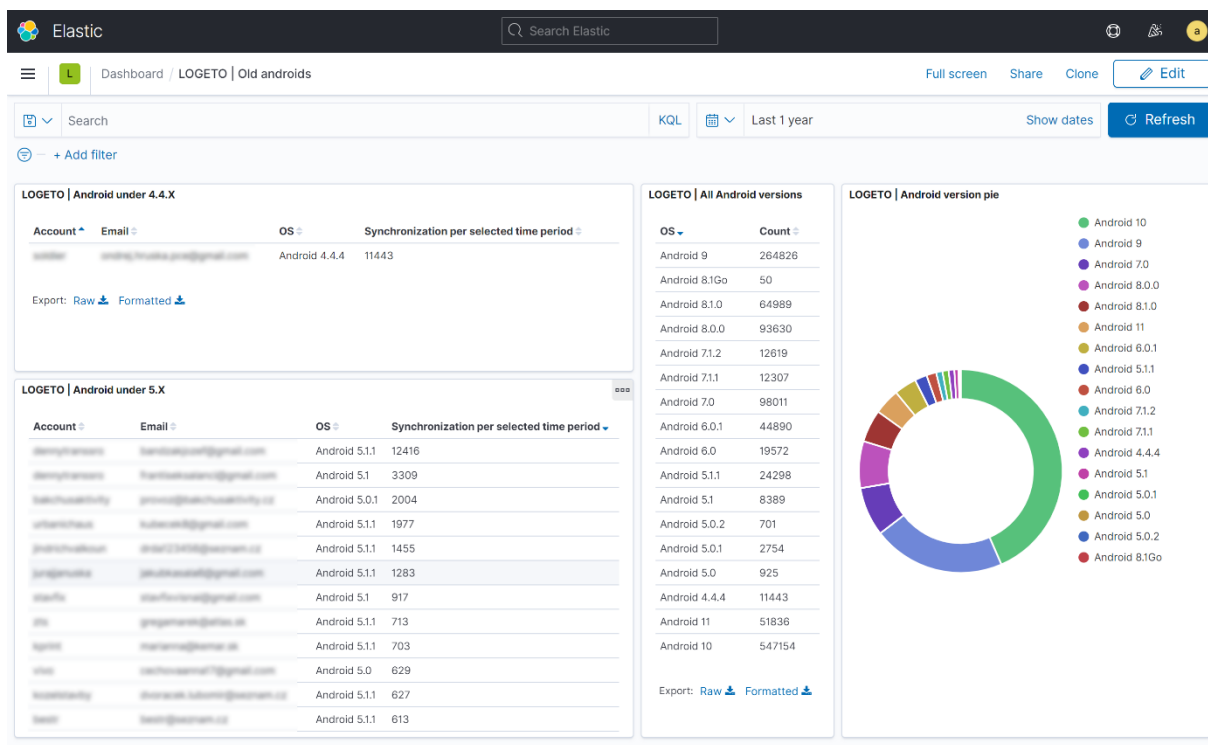 Elastic
Search Elastic
a
L
Dashboard / LOGETO | Old androids
Full screen Share Clone Edit
Search
KQL
Last 1 year
Show dates
Refresh
+ Add filter
LOGETO | Android under 4.4.X
Account Email OS Synchronization per selected time period
Android 4.4.4 11443
Export: Raw Formatted
LOGETO | Android under 5.X
Account Email OS Synchronization per selected time period
Android 5.1.1 12416
Android 5.1 3309
Android 5.0.1 2004
Android 5.1.1 1977
Android 5.1.1 1455
Android 5.1.1 1283
Android 5.1 917
Android 5.1.1 713
Android 5.1.1 703
Android 5.0 629
Android 5.1.1 627
Android 5.1.1 613
LOGETO | All Android versions
OS Count
Android 9 264826
Android 8.1Go 50
Android 8.1.0 64989
Android 8.0.0 93630
Android 7.1.2 12619
Android 7.1.1 12307
Android 7.0 98011
Android 6.0.1 44890
Android 6.0 19572
Android 5.1.1 24298
Android 5.1 8389
Android 5.0.2 701
Android 5.0.1 2754
Android 5.0 925
Android 4.4.4 11443
Android 11 51836
Android 10 547154
Export: Raw Formatted
LOGETO | Android version pie
Android 10
Android 9
Android 7.0
Android 8.0.0
Android 8.1.0
Android 11
Android 6.0.1
Android 5.1.1
Android 6.0
Android 7.1.2
Android 7.1.1
Android 4.4.4
Android 5.1
Android 5.0.1
Android 5.0
Android 5.0.2
Android 8.1Go